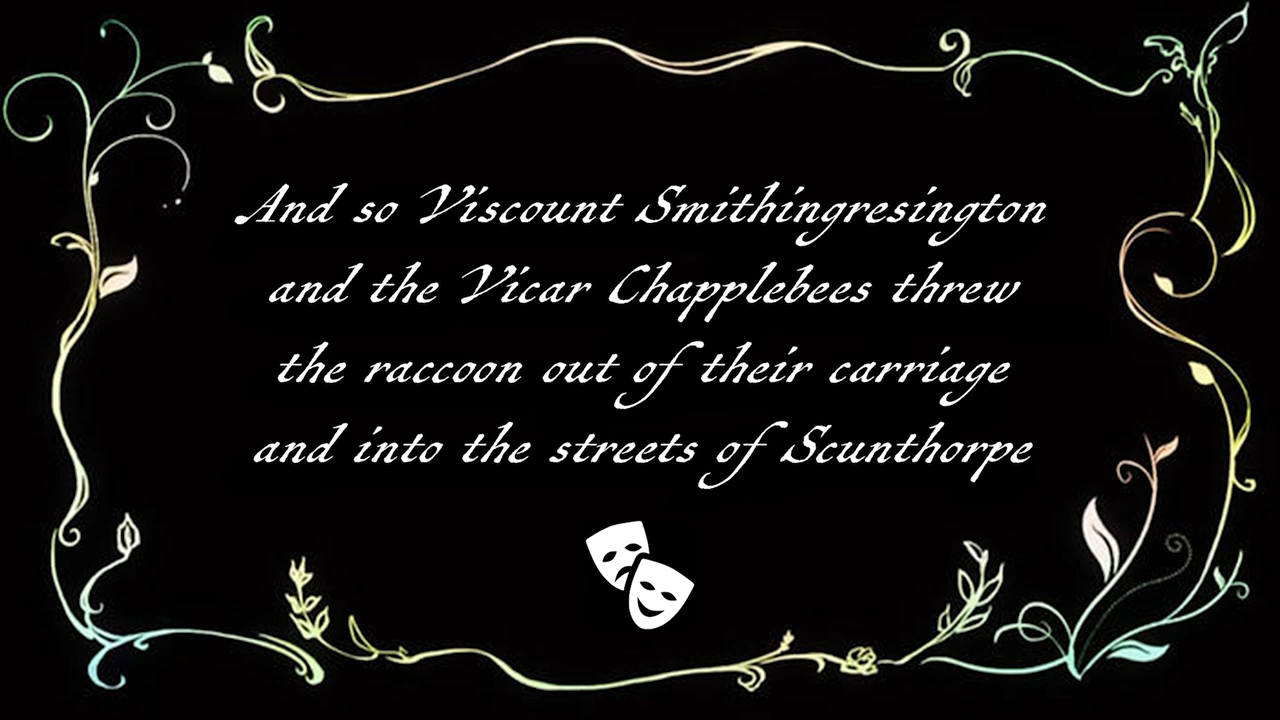 And so Viscount Smithingresington
and the Vicar Chapplebees threw
the raccoon out of their carriage
and into the streets of Scunthorpe